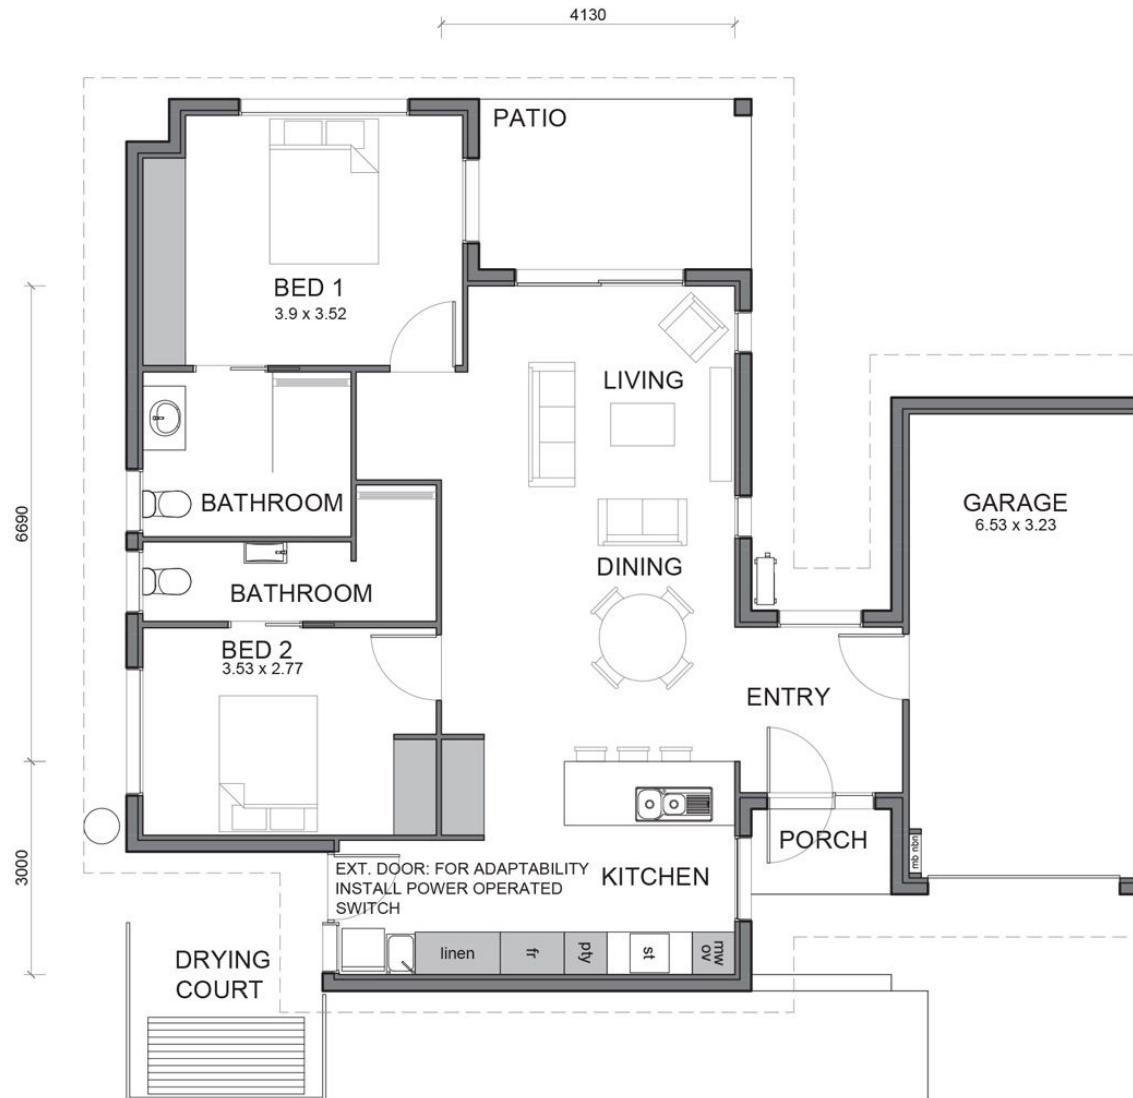 4130
PATIO
BED 1
3.9 x 3.52
LIVING
BATHROOM
GARAGE
6.53 x 3.23
6690
DINING
BATHROOM
BED 2
3.53 x 2.77
ENTRY
PORCH
mb nbn
3000
EXT. DOOR: FOR ADAPTABILITY
INSTALL POWER OPERATED
SWITCH
KITCHEN
linen
fr
pty
st
mw
ov
DRYING
COURT